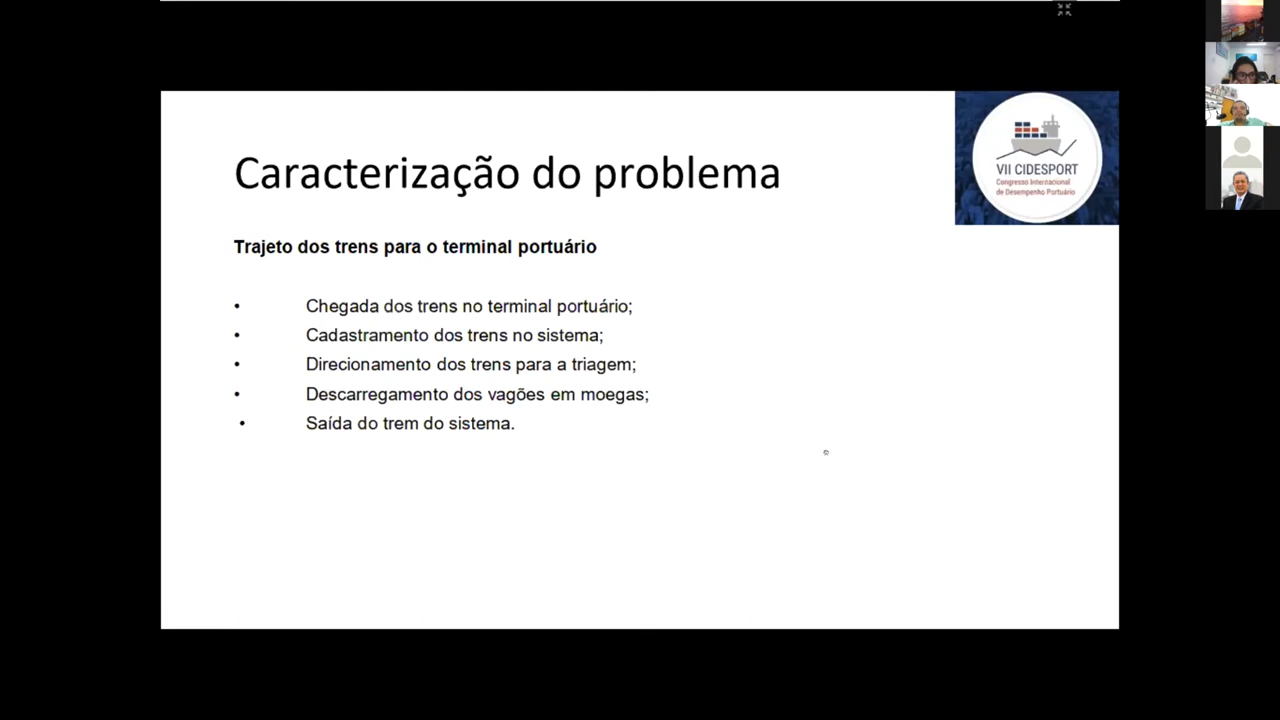 Caracterização do problema
VII CIDESPORT
Congresso Internacional
de Desempenho Portuário
Trajeto dos trens para o terminal portuário
• Chegada dos trens no terminal portuário;
• Cadastramento dos trens no sistema;
• Direcionamento dos trens para a triagem;
• Descarregamento dos vagões em moegas;
• Saída do trem do sistema.